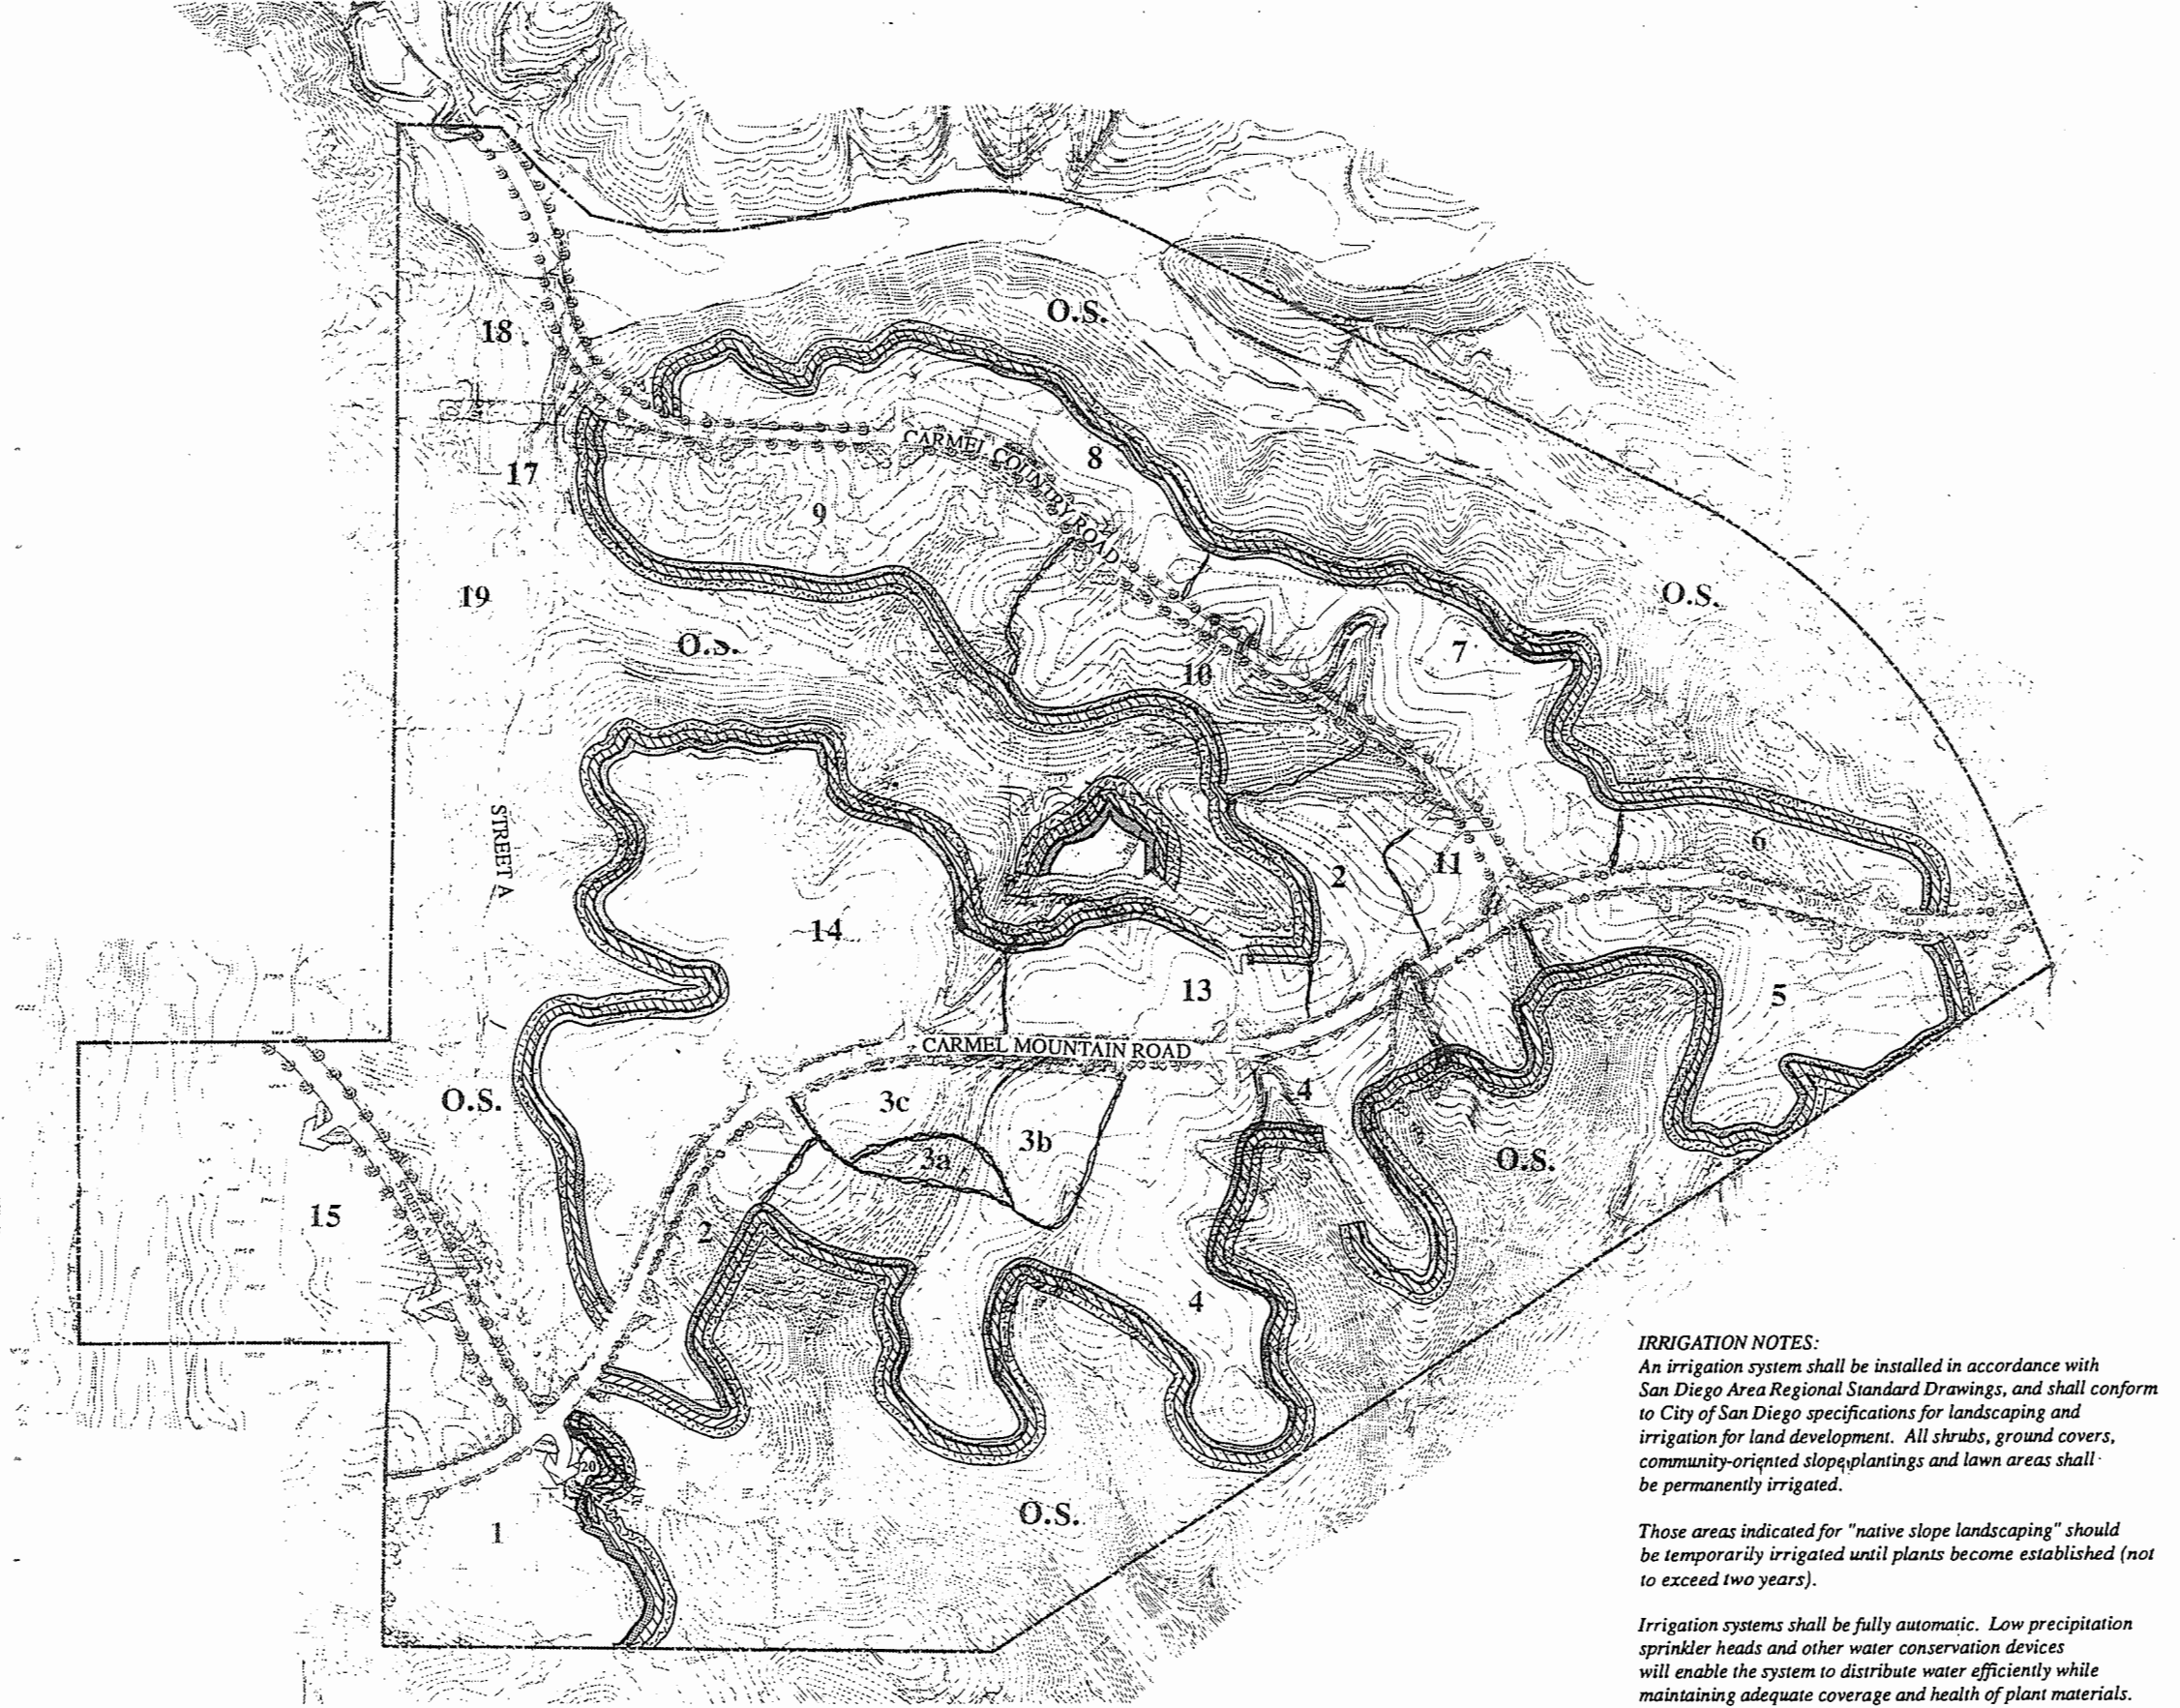 O.S.
18
CARMEL COUNTRY ROAD
8
17
9
19
O.S.
O.S.
7
10
STREET A
6
2
11
14
13
5
CARMEL MOUNTAIN ROAD
O.S.
3c
4
3b
3a
O.S.
15
2
4
20
1
O.S.
IRRIGATION NOTES:
An irrigation system shall be installed in accordance with
San Diego Area Regional Standard Drawings, and shall conform
to City of San Diego specifications for landscaping and
irrigation for land development. All shrubs, ground covers,
community-oriented slope plantings and lawn areas shall
be permanently irrigated.
Those areas indicated for "native slope landscaping" should
be temporarily irrigated until plants become established (not
to exceed two years).
Irrigation systems shall be fully automatic. Low precipitation
sprinkler heads and other water conservation devices
will enable the system to distribute water efficiently while
maintaining adequate coverage and health of plant materials.